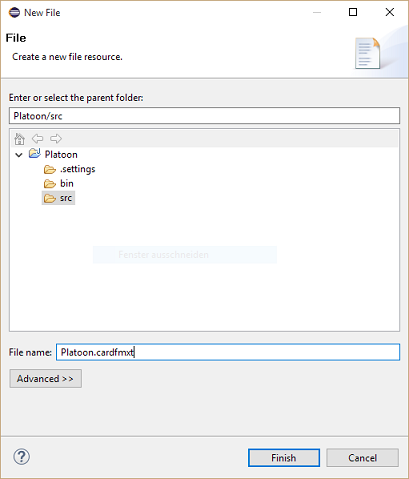 New File
File
Create a new file resource.
Enter or select the parent folder:
Platoon/src
Platoon
.settings
bin
src
Fenster ausschneiden
File name: Platoon.cardfmxt
Advanced >>
Finish Cancel